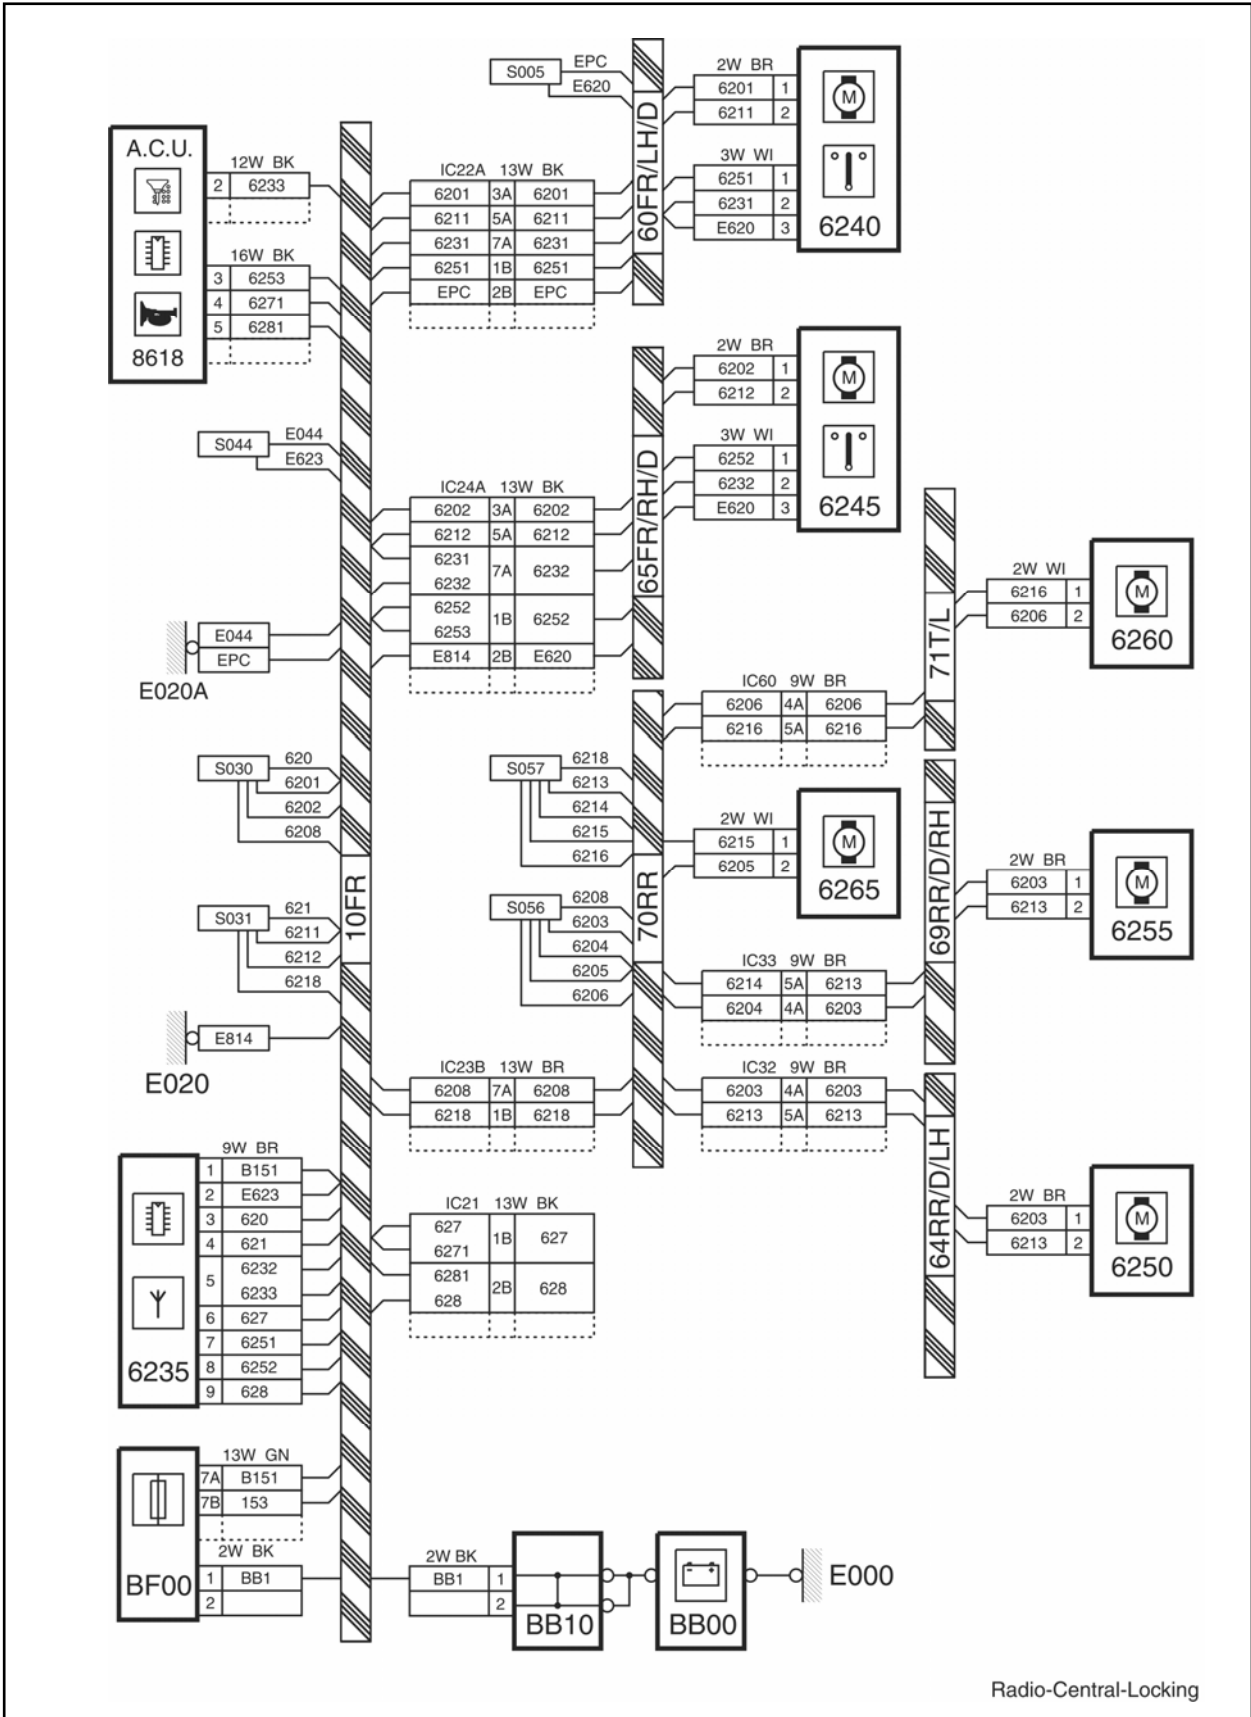 S005
EPC
E620
60FR/LH/D
2W BR
6201 1
6211 2
3W WI
6251 1
6231 2
E620 3
6240
A.C.U.
8618
12W BK
2 6233
16W BK
3 6253
4 6271
5 6281
IC22A 13W BK
6201 3A 6201
6211 5A 6211
6231 7A 6231
6251 1B 6251
EPC 2B EPC
65FR/RH/D
2W BR
6202 1
6212 2
3W WI
6252 1
6232 2
E620 3
6245
S044
E044
E623
IC24A 13W BK
6202 3A 6202
6212 5A 6212
6231
6232
7A 6232
6252
6253
1B 6252
E814 2B E620
71T/L
2W WI
6216 1
6206 2
6260
E044
EPC
E020A
IC60 9W BR
6206 4A 6206
6216 5A 6216
S030
620
6201
6202
6208
S057
6218
6213
6214
6215
6216
2W WI
6215 1
6205 2
6265
69RR/D/RH
2W BR
6203 1
6213 2
6255
10FR
70RR
S031
621
6211
6212
6218
S056
6208
6203
6204
6205
6206
IC33 9W BR
6214 5A 6213
6204 4A 6203
E814
E020
IC23B 13W BR
6208 7A 6208
6218 1B 6218
IC32 9W BR
6203 4A 6203
6213 5A 6213
64RR/D/LH
2W BR
6203 1
6213 2
6250
9W BR
1 B151
2 E623
3 620
4 621
5 6232
6233
6 627
7 6251
8 6252
9 628
6235
IC21 13W BK
627
6271
1B 627
6281
628
2B 628
13W GN
7A B151
7B 153
2W BK
1 BB1
2
BF00
2W BK
BB1 1
2
BB10
BB00
E000
Radio-Central-Locking